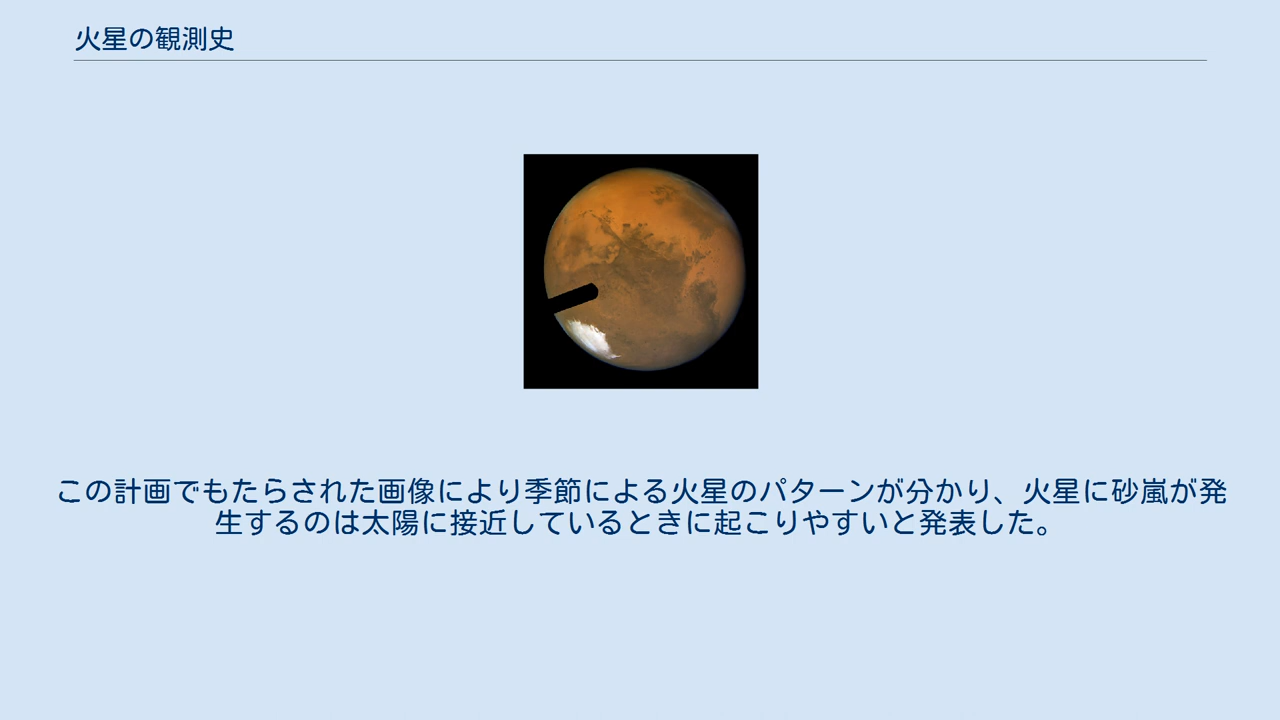 火星の観測史
この計画でもたらされた画像により季節による火星のパターンが分かり、火星に砂嵐が発
生するのは太陽に接近しているときに起こりやすいと発表した。